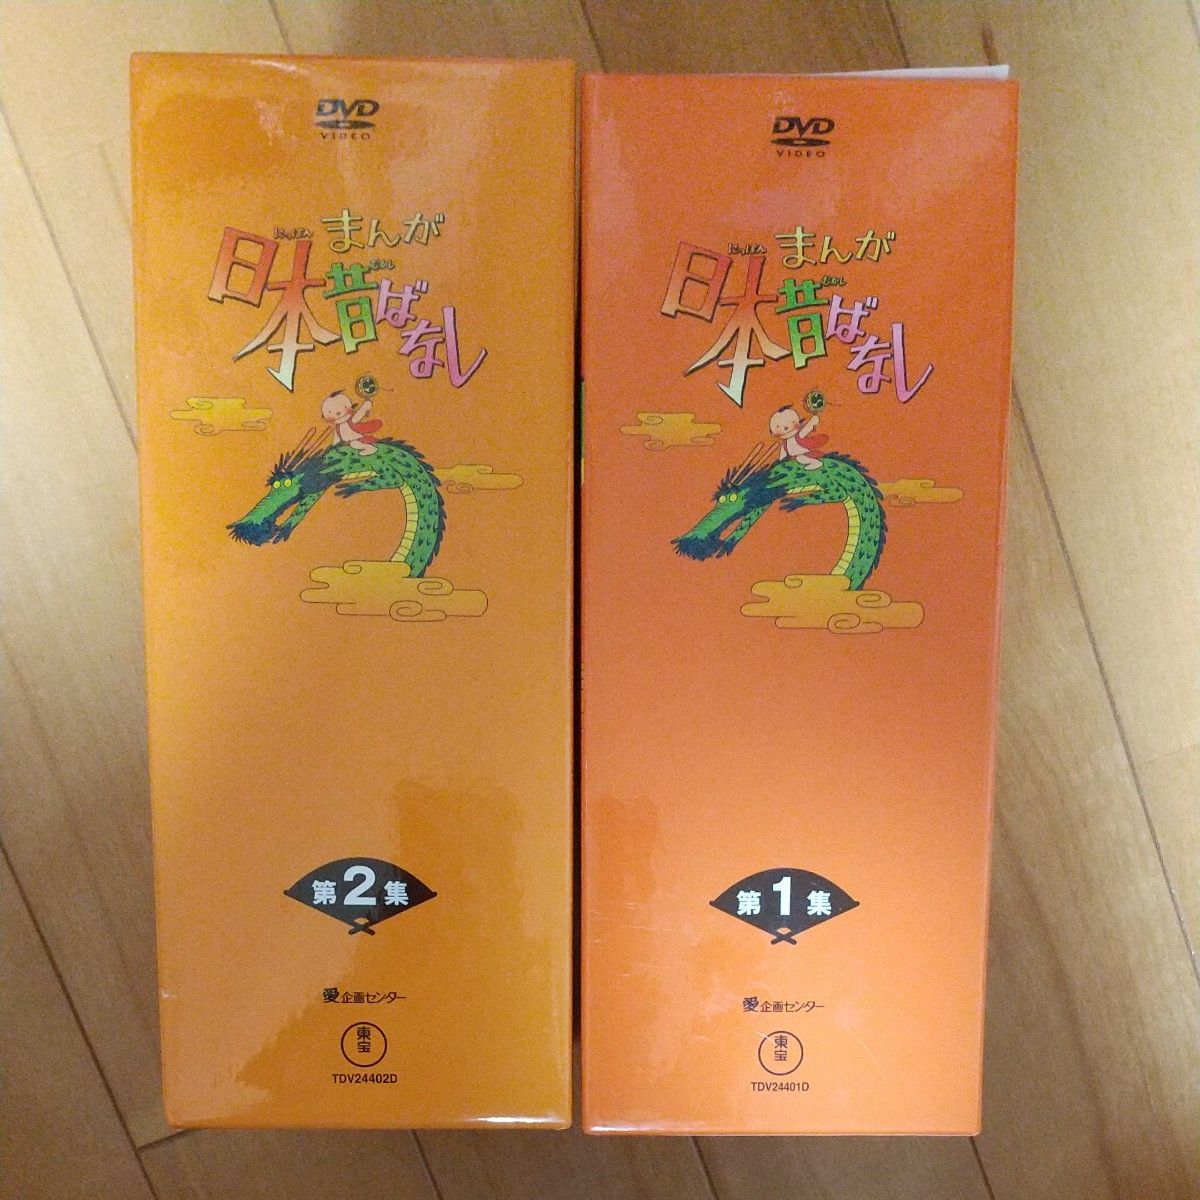 DVD
VIDEO
まんが
にっぽん
日本
むかし
昔ばなし
第2集
愛企画センター
東宝
TDV24402D
DVD
VIDEO
まんが
にっぽん
日本
むかし
昔ばなし
第1集
愛企画センター
東宝
TDV24401D